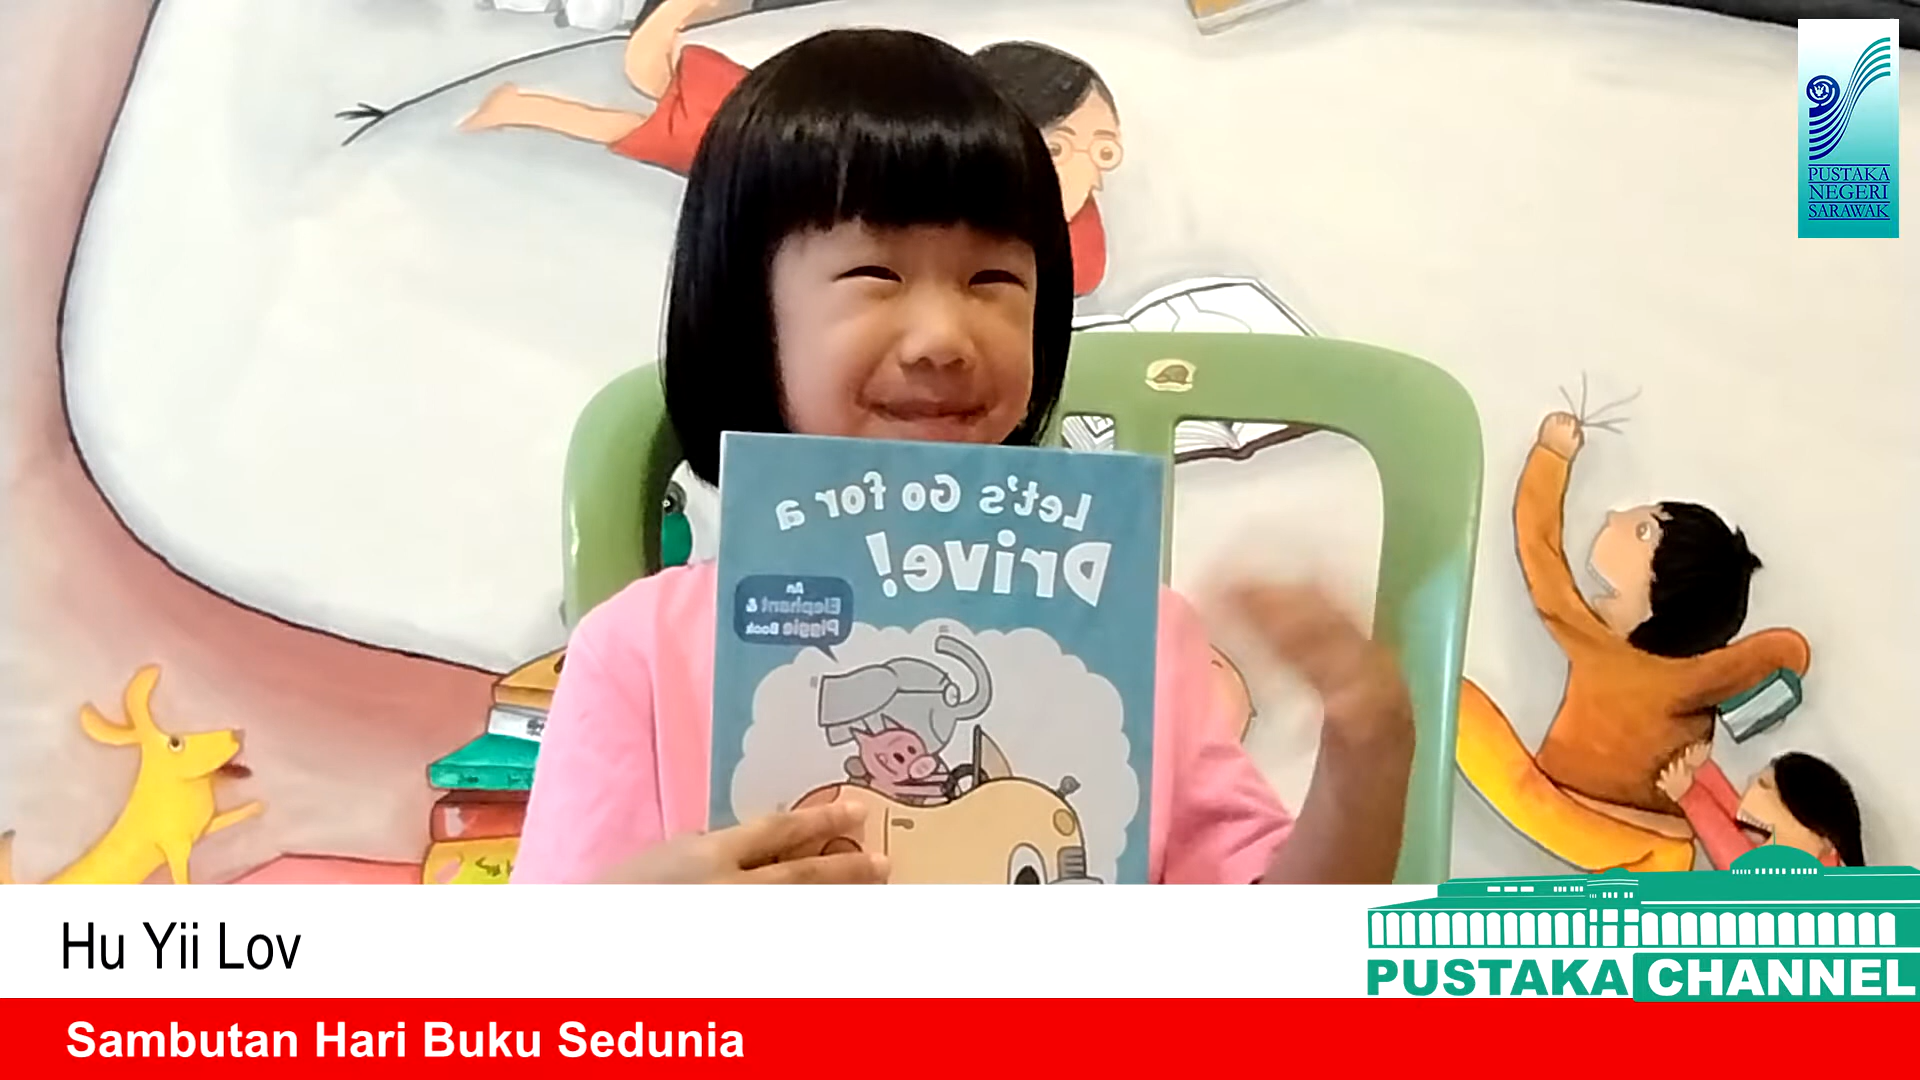 PUSTAKA
NEGERI
SARAWAK
Let's Go for a
Drive!
An
Elephant &
Piggie Book
Hu Yii Lov
PUSTAKA CHANNEL
Sambutan Hari Buku Sedunia